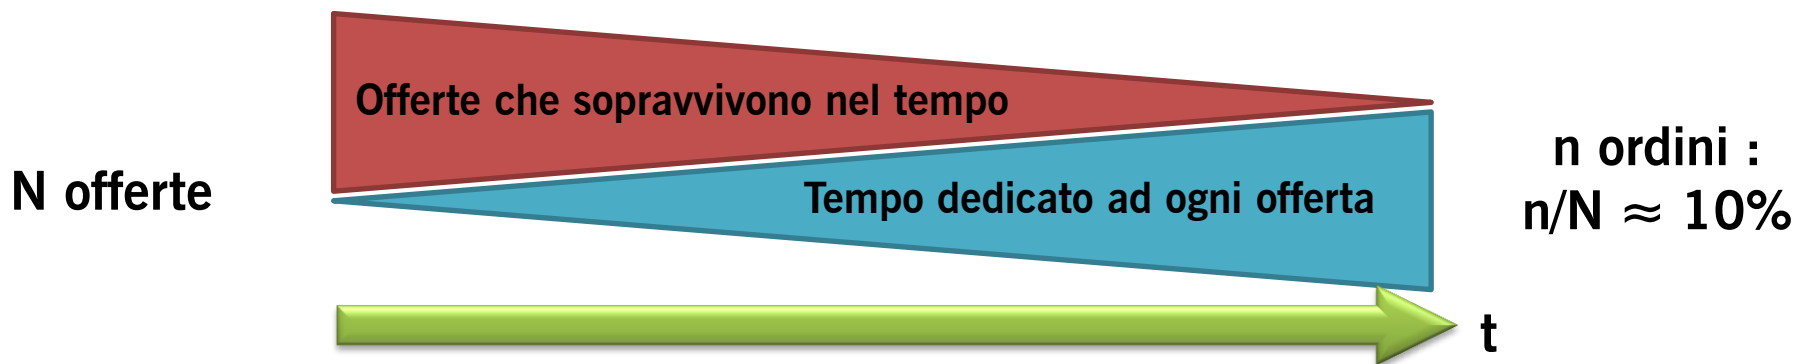 Offerte che sopravvivono nel tempo
N offerte
Tempo dedicato ad ogni offerta
n ordini :
n/N ≈ 10%
t